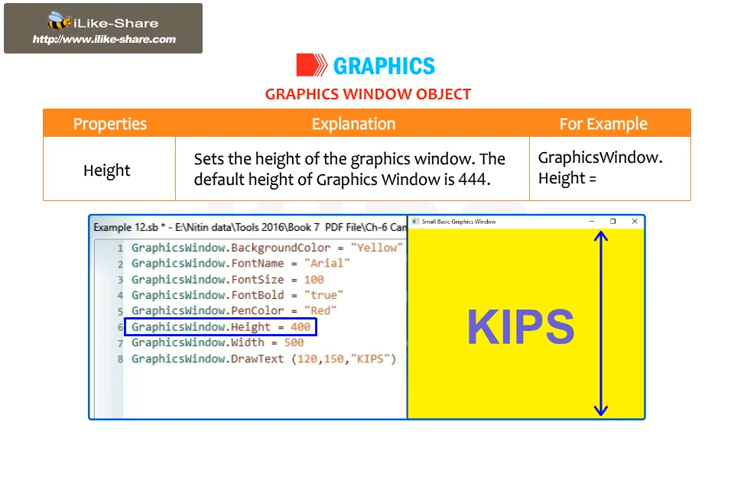 iLike-Share
http://www.ilike-share.com
GRAPHICS
GRAPHICS WINDOW OBJECT
Properties Explanation For Example
Height
Sets the height of the graphics window. The
default height of Graphics Window is 444.
GraphicsWindow.
Height =
Example 12.sb * - E:\Nitin data\Tools 2016\Book 7 PDF File\Ch-6 Cam
1 GraphicsWindow.BackgroundColor = "Yellow"
2 GraphicsWindow.FontName = "Arial"
3 GraphicsWindow.FontSize = 100
4 GraphicsWindow.FontBold = "true"
5 GraphicsWindow.PenColor = "Red"
6 GraphicsWindow.Height = 400
7 GraphicsWindow.Width = 500
8 GraphicsWindow.DrawText (120,150,"KIPS")
Small Basic Graphics Window
KIPS